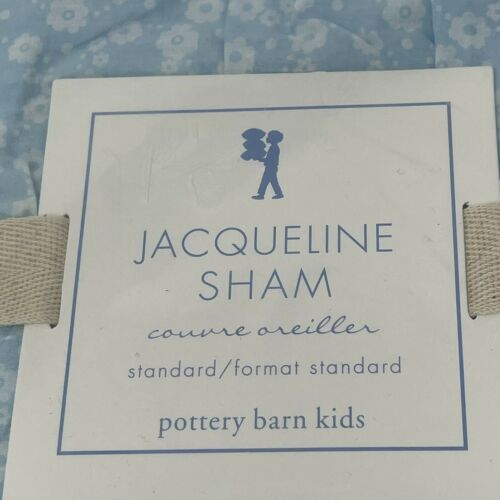 JACQUELINE
SHAM
couvre oreiller
standard/format standard
pottery barn kids